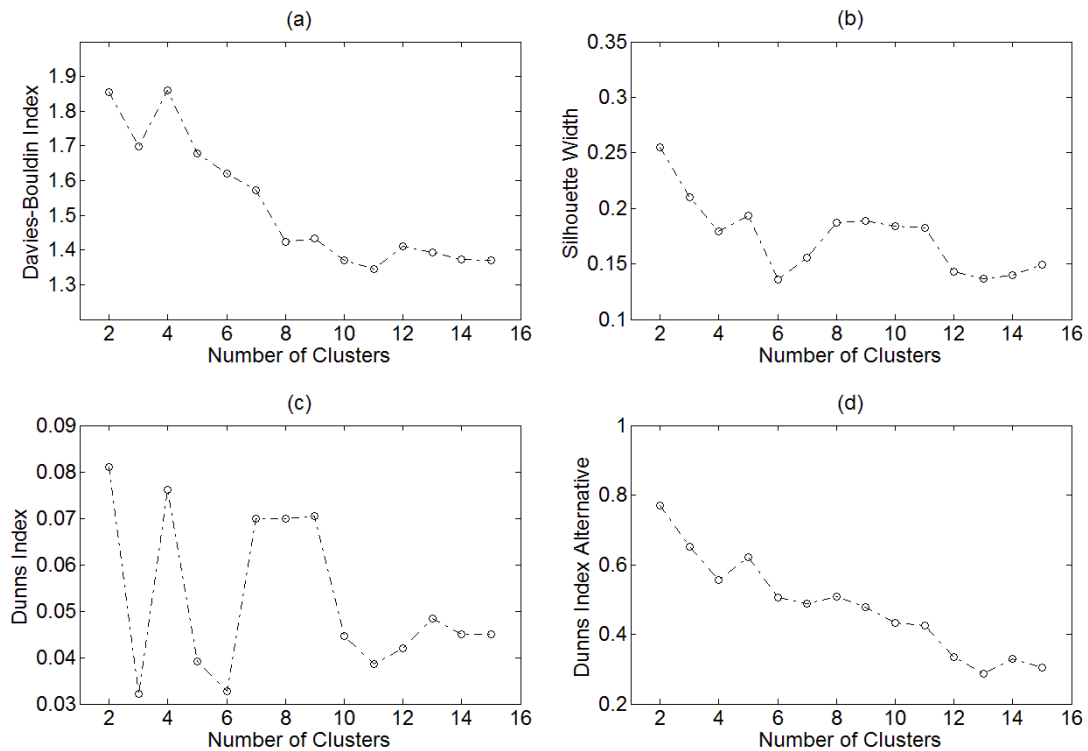 (a)
Davies-Bouldin Index
1.9
1.8
1.7
1.6
1.5
1.4
1.3
2 4 6 8 10 12 14 16
Number of Clusters
(b)
Silhouette Width
0.35
0.3
0.25
0.2
0.15
0.1
2 4 6 8 10 12 14 16
Number of Clusters
(c)
Dunns Index
0.09
0.08
0.07
0.06
0.05
0.04
0.03
2 4 6 8 10 12 14 16
Number of Clusters
(d)
Dunns Index Alternative
1
0.8
0.6
0.4
0.2
2 4 6 8 10 12 14 16
Number of Clusters